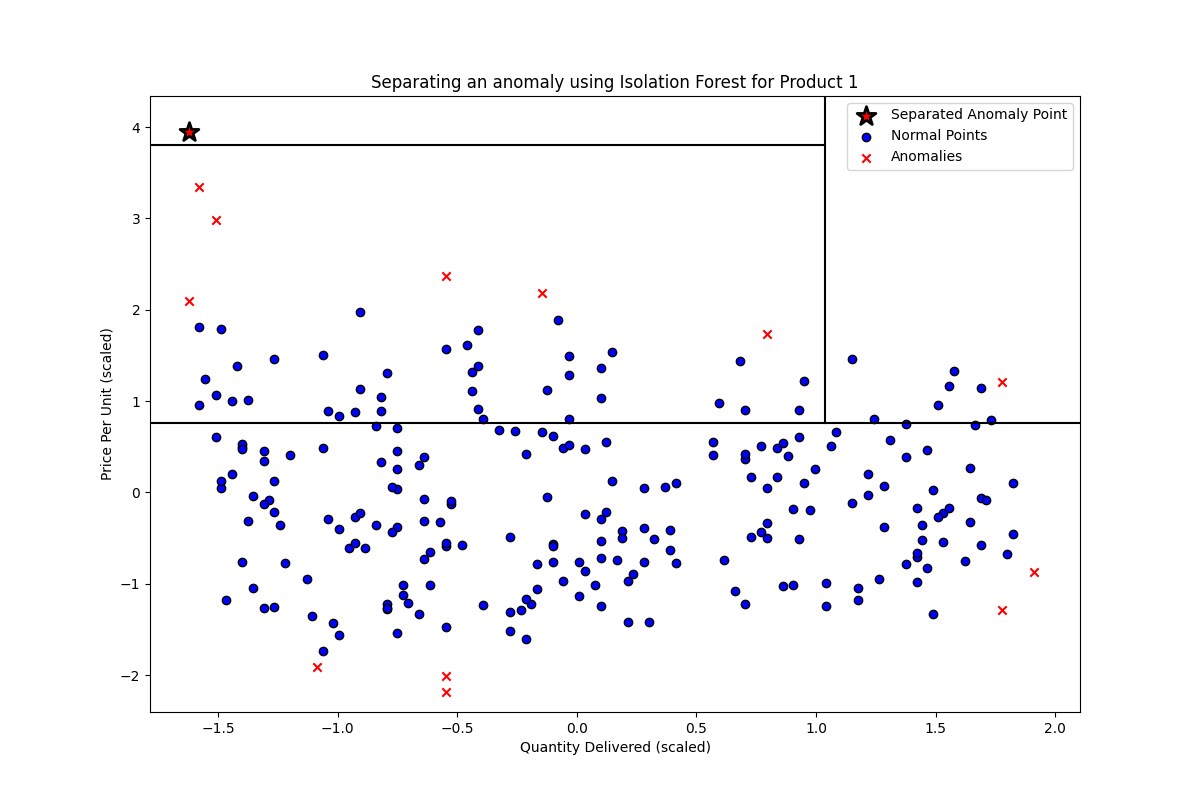 Separating an anomaly using Isolation Forest for Product 1
Separated Anomaly Point
Normal Points
Anomalies
Price Per Unit (scaled)
4
3
2
1
0
−1
−2
−1.5
−1.0
−0.5
0.0
0.5
1.0
1.5
2.0
Quantity Delivered (scaled)